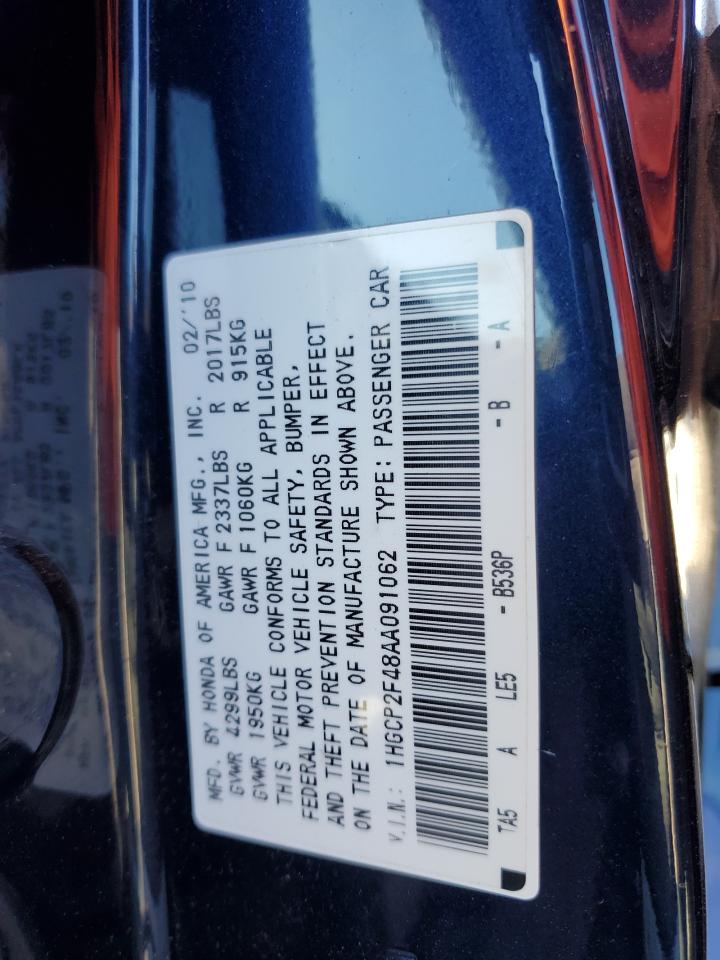 MFD. BY HONDA OF AMERICA MFG., INC. 02/'10
GVWR 4299LBS GAWR F 2337LBS R 2017LBS
GVWR 1950KG GAWR F 1060KG R 915KG
THIS VEHICLE CONFORMS TO ALL APPLICABLE
FEDERAL MOTOR VEHICLE SAFETY, BUMPER,
AND THEFT PREVENTION STANDARDS IN EFFECT
ON THE DATE OF MANUFACTURE SHOWN ABOVE.
V.I.N.: 1HGCP2F48AA091062 TYPE: PASSENGER CAR
TA5 A LE5 - B536P - B - A